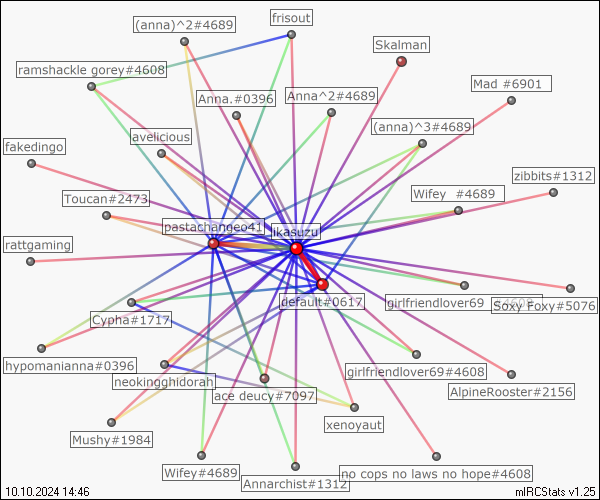 (anna)^2#4689
frisout
Skalman
ramshackle gorey#4608
Mad #6901
Anna.#0396
Anna^2#4689
(anna)^3#4689
avelicious
fakedingo
zibbits#1312
Toucan#2473
Wifey  #4689
pastachangeo41
ikasuzu
rattgaming
default#0617
girlfriendlover69
Soxy Foxy#5076
Cypha#1717
hypomanianna#0396
girlfriendlover69#4608
neokingghidorah
AlpineRooster#2156
ace deucy#7097
xenoyaut
Mushy#1984
Wifey#4689
no cops no laws no hope#4608
Annarchist#1312
10.10.2024 14:46
mIRCStats v1.25